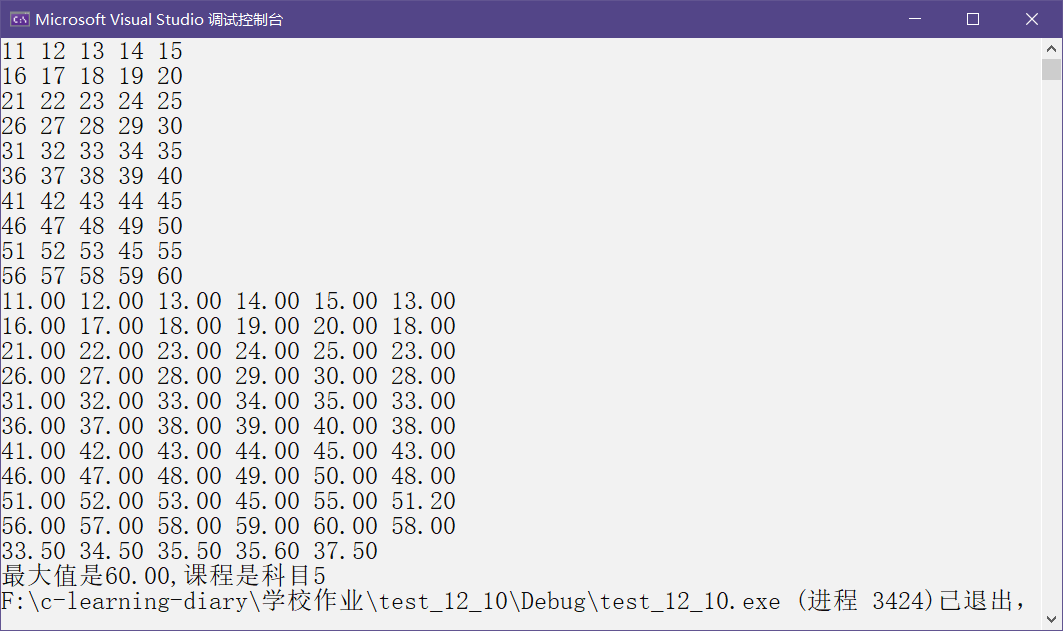 Microsoft Visual Studio 调试控制台
11 12 13 14 15
16 17 18 19 20
21 22 23 24 25
26 27 28 29 30
31 32 33 34 35
36 37 38 39 40
41 42 43 44 45
46 47 48 49 50
51 52 53 45 55
56 57 58 59 60
11.00 12.00 13.00 14.00 15.00 13.00
16.00 17.00 18.00 19.00 20.00 18.00
21.00 22.00 23.00 24.00 25.00 23.00
26.00 27.00 28.00 29.00 30.00 28.00
31.00 32.00 33.00 34.00 35.00 33.00
36.00 37.00 38.00 39.00 40.00 38.00
41.00 42.00 43.00 44.00 45.00 43.00
46.00 47.00 48.00 49.00 50.00 48.00
51.00 52.00 53.00 45.00 55.00 51.20
56.00 57.00 58.00 59.00 60.00 58.00
33.50 34.50 35.50 35.60 37.50
最大值是60.00,课程是科目5
F:\c-learning-diary\学校作业\test_12_10\Debug\test_12_10.exe (进程 3424)已退出,